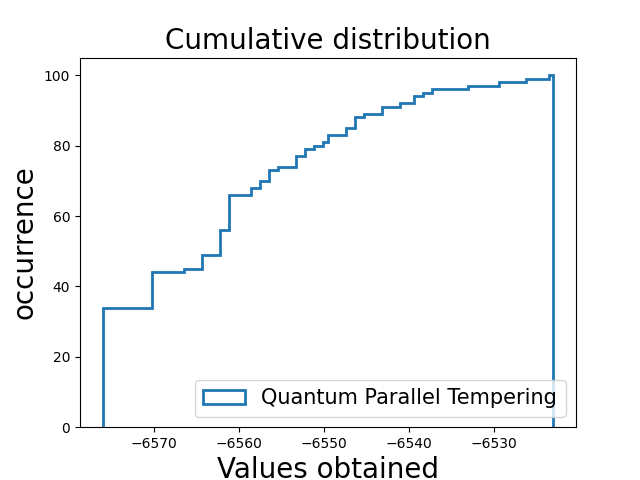 Cumulative distribution
100
80
60
40
20
0
occurrence
Quantum Parallel Tempering
−6570
−6560
−6550
−6540
−6530
Values obtained